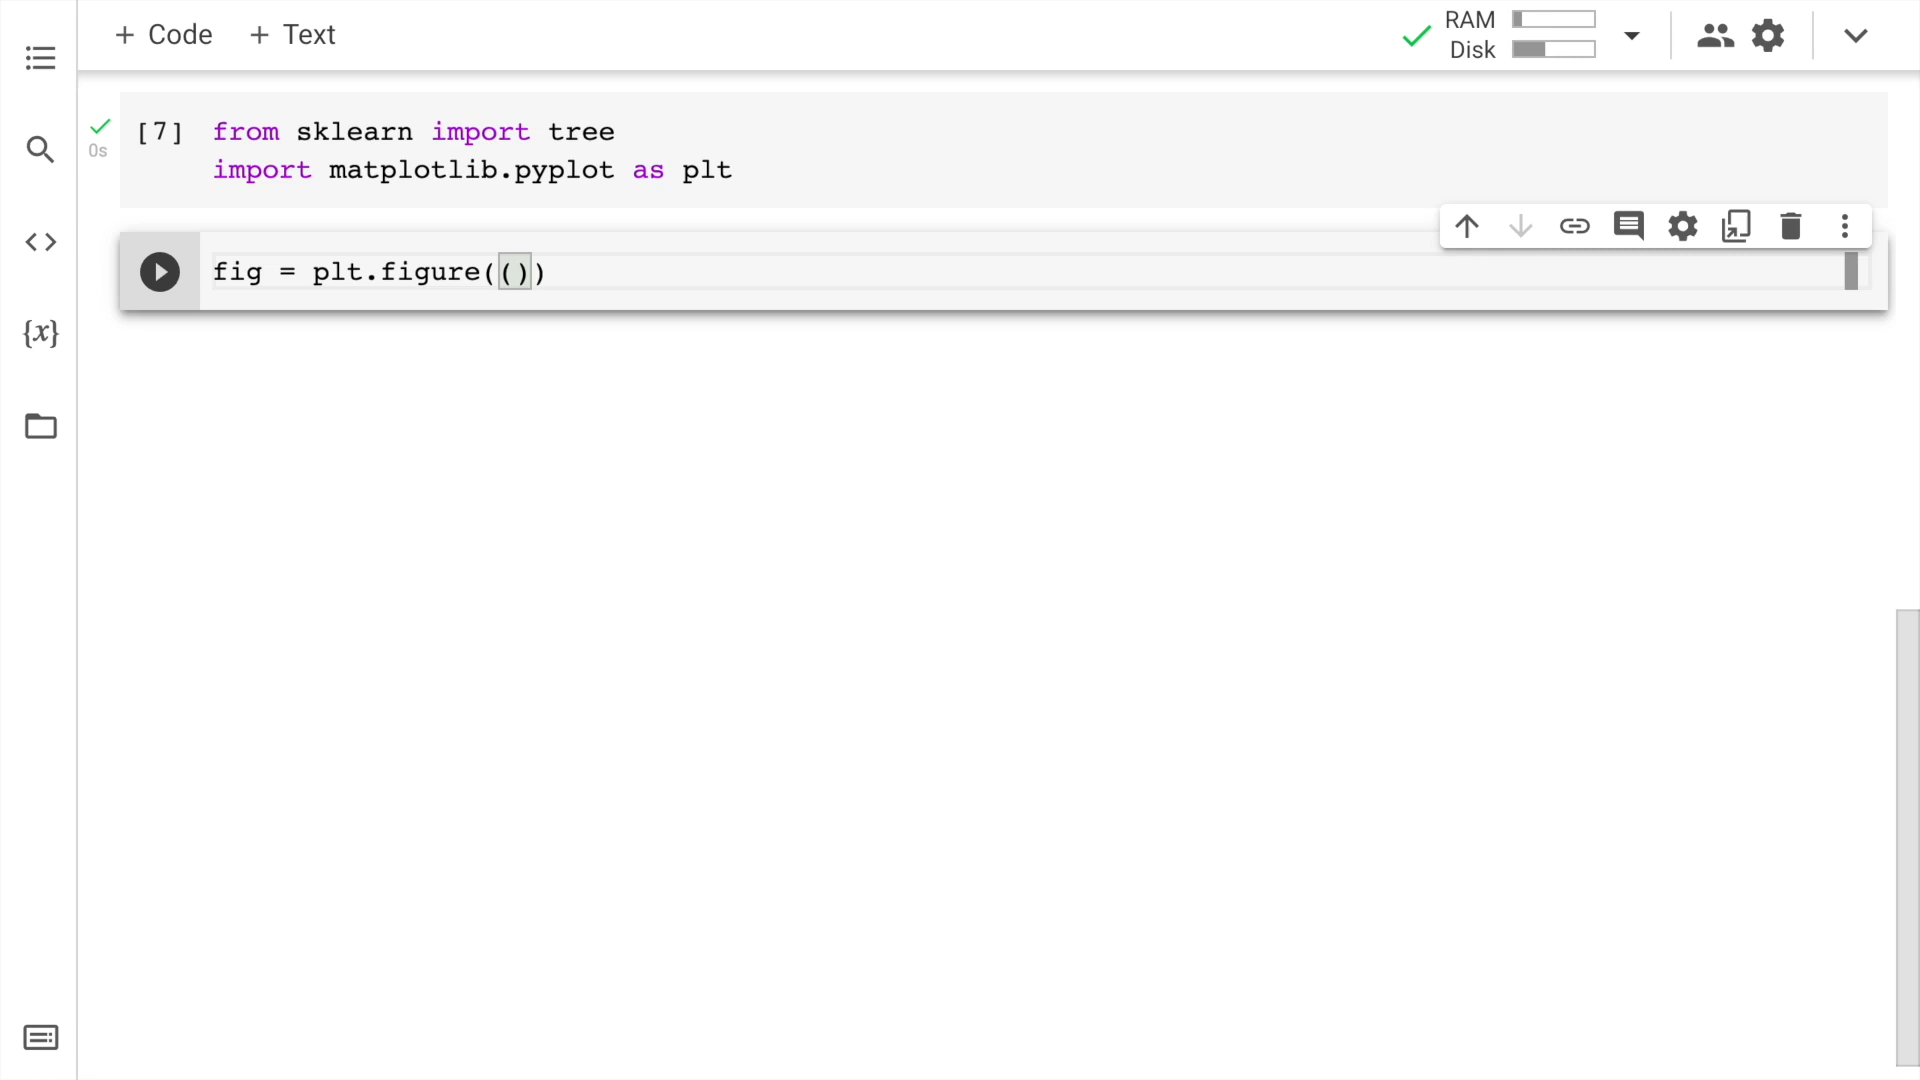 + Code + Text
RAM
Disk
[7] from sklearn import tree
0s
import matplotlib.pyplot as plt
fig = plt.figure(())
{x}